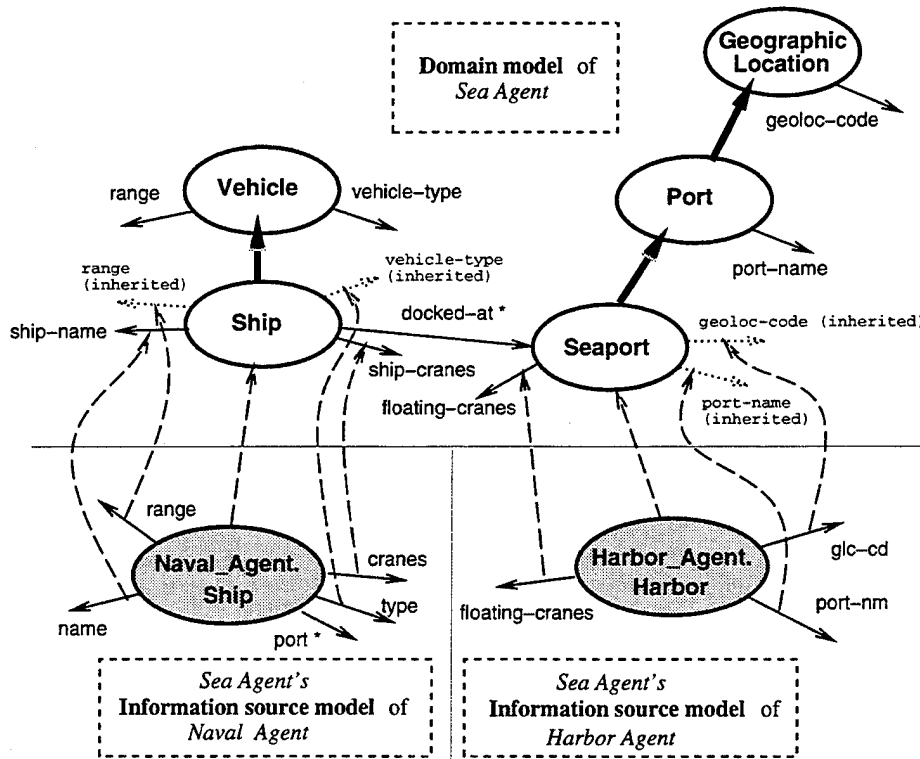 Geographic
Location
Domain model of
Sea Agent
geoloc-code
Vehicle
range
vehicle-type
Port
port-name
range
(inherited)
vehicle-type
(inherited)
Ship
docked-at *
ship-name
geoloc-code (inherited)
Seaport
ship-cranes
floating-cranes
port-name
(inherited)
range
Naval_Agent.
Ship
cranes
type
name
port *
Harbor_Agent.
Harbor
glc-cd
floating-cranes
port-nm
Sea Agent's
Information source model of
Naval Agent
Sea Agent's
Information source model of
Harbor Agent